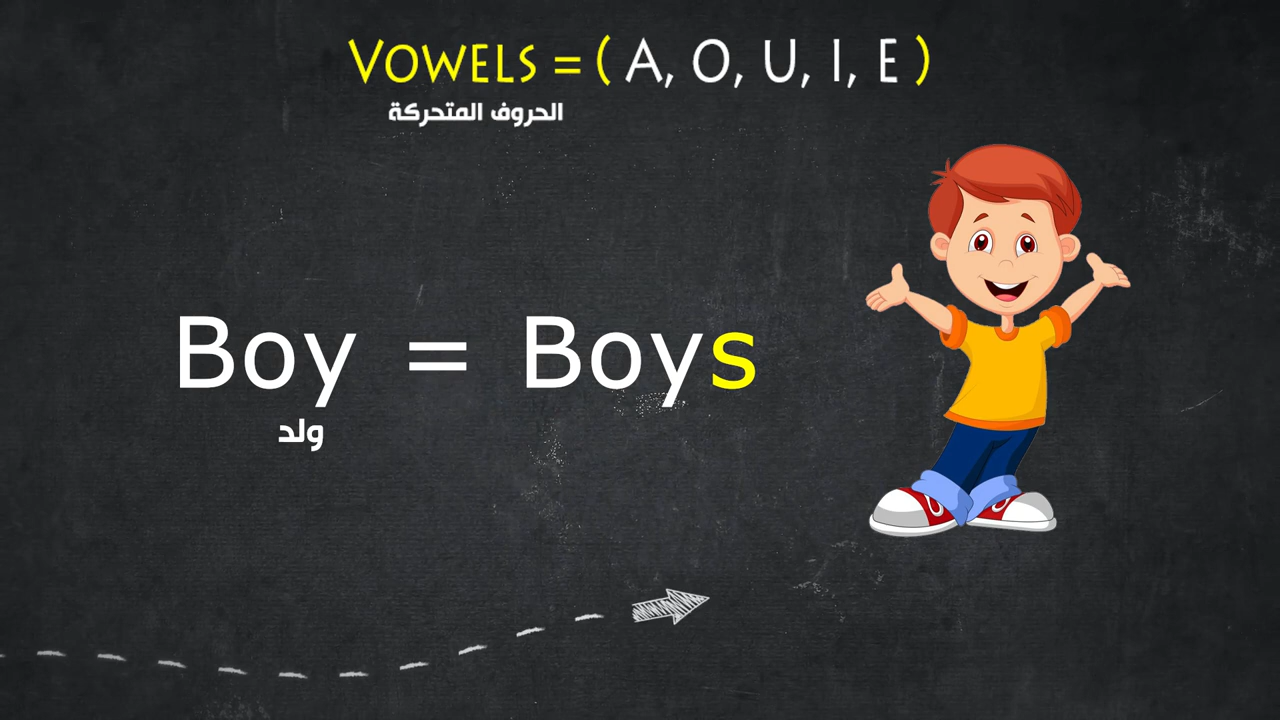 VOWELS = ( A, O, U, I, E )
الحروف المتحركة
Boy = Boys
ولد